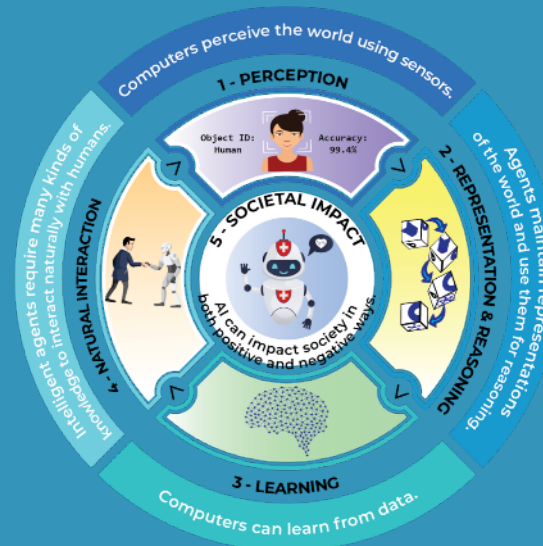 Computers perceive the world using sensors.
1 - PERCEPTION
Object ID:
Human
Accuracy:
99.4%
2 - REPRESENTATION & REASONING
Agents maintain representations
of the world and use them for reasoning.
3 - LEARNING
Computers can learn from data.
4 - NATURAL INTERACTION
Intelligent agents require many kinds of
knowledge to interact naturally with humans.
5 - SOCIETAL IMPACT
AI can impact society in
both positive and negative ways.